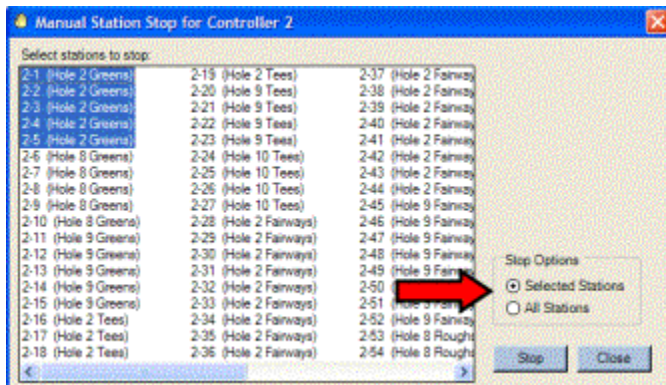 Manual Station Stop for Controller 2
Select stations to stop:
2-1 (Hole 2 Greens)
2-2 (Hole 2 Greens)
2-3 (Hole 2 Greens)
2-4 (Hole 2 Greens)
2-5 (Hole 2 Greens)
2-6 (Hole 8 Greens)
2-7 (Hole 8 Greens)
2-8 (Hole 8 Greens)
2-9 (Hole 8 Greens)
2-10 (Hole 8 Greens)
2-11 (Hole 9 Greens)
2-12 (Hole 9 Greens)
2-13 (Hole 9 Greens)
2-14 (Hole 9 Greens)
2-15 (Hole 9 Greens)
2-16 (Hole 2 Tees)
2-17 (Hole 2 Tees)
2-18 (Hole 2 Tees)
2-19 (Hole 2 Tees)
2-20 (Hole 9 Tees)
2-21 (Hole 9 Tees)
2-22 (Hole 9 Tees)
2-23 (Hole 9 Tees)
2-24 (Hole 10 Tees)
2-25 (Hole 10 Tees)
2-26 (Hole 10 Tees)
2-27 (Hole 10 Tees)
2-28 (Hole 2 Fairways)
2-29 (Hole 2 Fairways)
2-30 (Hole 2 Fairways)
2-31 (Hole 2 Fairways)
2-32 (Hole 2 Fairways)
2-33 (Hole 2 Fairways)
2-34 (Hole 2 Fairways)
2-35 (Hole 2 Fairways)
2-36 (Hole 2 Fairways)
2-37 (Hole 2 Fairway
2-38 (Hole 2 Fairway
2-39 (Hole 2 Fairway
2-40 (Hole 2 Fairway
2-41 (Hole 2 Fairway
2-42 (Hole 2 Fairway
2-43 (Hole 2 Fairway
2-44 (Hole 2 Fairway
2-45 (Hole 9 Fairway
2-46 (Hole 9 Fairway
2-47 (Hole 9 Fairway
2-48 (Hole 9 Fairway
2-49 (Hole 9 Fairway
2-50
2-51
2-52 (Hole 9 Fairway
2-53 (Hole 8 Rough
2-54 (Hole 8 Rough
Stop Options
Selected Stations
All Stations
Stop
Close